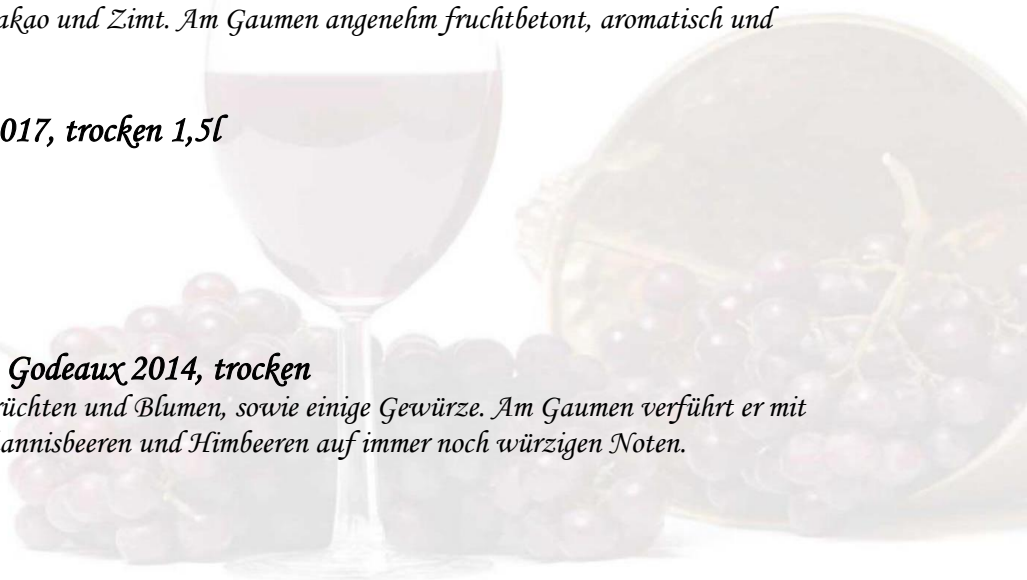 akao und Zimt. Am Gaumen angenehm fruchtbetont, aromatisch und
017, trocken 1,5l
Godeaux 2014, trocken
rüchten und Blumen, sowie einige Gewürze. Am Gaumen verführt er mit
annisbeeren und Himbeeren auf immer noch würzigen Noten.